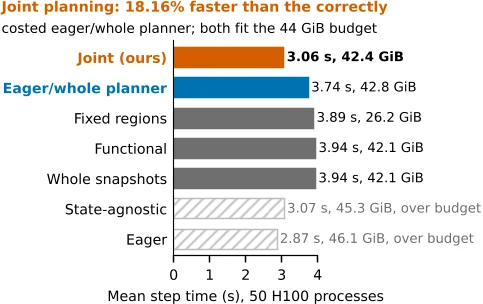 Joint planning: 18.16% faster than the correctly
costed eager/whole planner; both fit the 44 GiB budget
Joint (ours) 3.06 s, 42.4 GiB
Eager/whole planner 3.74 s, 42.8 GiB
Fixed regions 3.89 s, 26.2 GiB
Functional 3.94 s, 42.1 GiB
Whole snapshots 3.94 s, 42.1 GiB
State-agnostic 3.07 s, 45.3 GiB, over budget
Eager 2.87 s, 46.1 GiB, over budget
0 1 2 3 4
Mean step time (s), 50 H100 processes